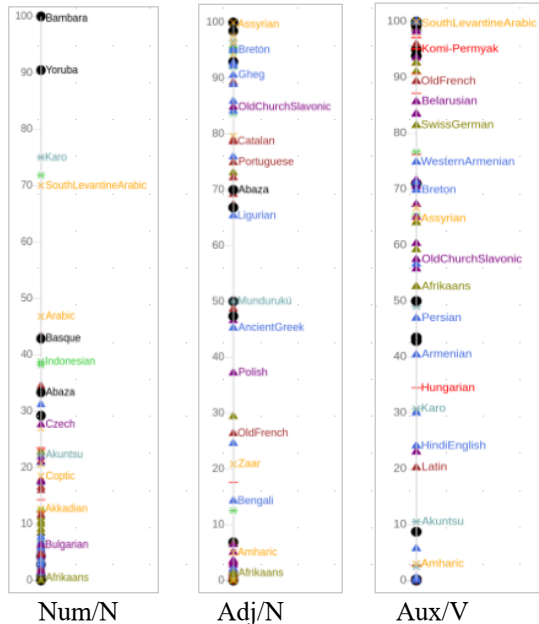 100 Bambara
Yoruba
90
80
Karo
70 SouthLevantineArabic
60
50
Arabic
Basque
40
Indonesian
Abaza
30
Czech
Akuntsu
20
Coptic
Akkadian
10
Bulgarian
0 Afrikaans
Num/N
100 Assyrian
Breton
90 Gheg
OldChurchSlavonic
80
Catalan
Portuguese
70 Abaza
Ligurian
60
50 Mundurukú
AncientGreek
40
Polish
30
OldFrench
20 Zaar
Bengali
10
Amharic
0 Afrikaans
Adj/N
100 SouthLevantineArabic
Komi-Permyak
90 OldFrench
Belarusian
80 SwissGerman
WesternArmenian
70 Breton
Assyrian
60
OldChurchSlavonic
Afrikaans
50
Persian
40 Armenian
Hungarian
30 Karo
HindiEnglish
20 Latin
Akuntsu
10
Amharic
0
Aux/V